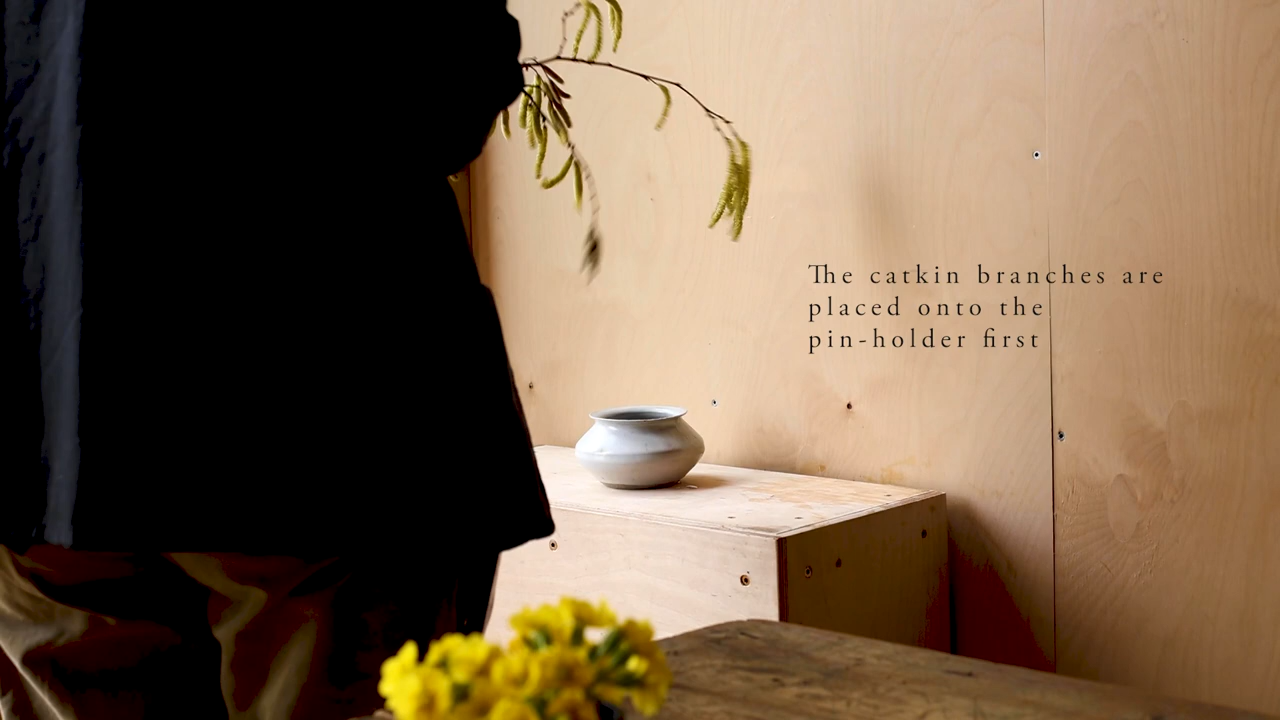 The catkin branches are
placed onto the
pin-holder first